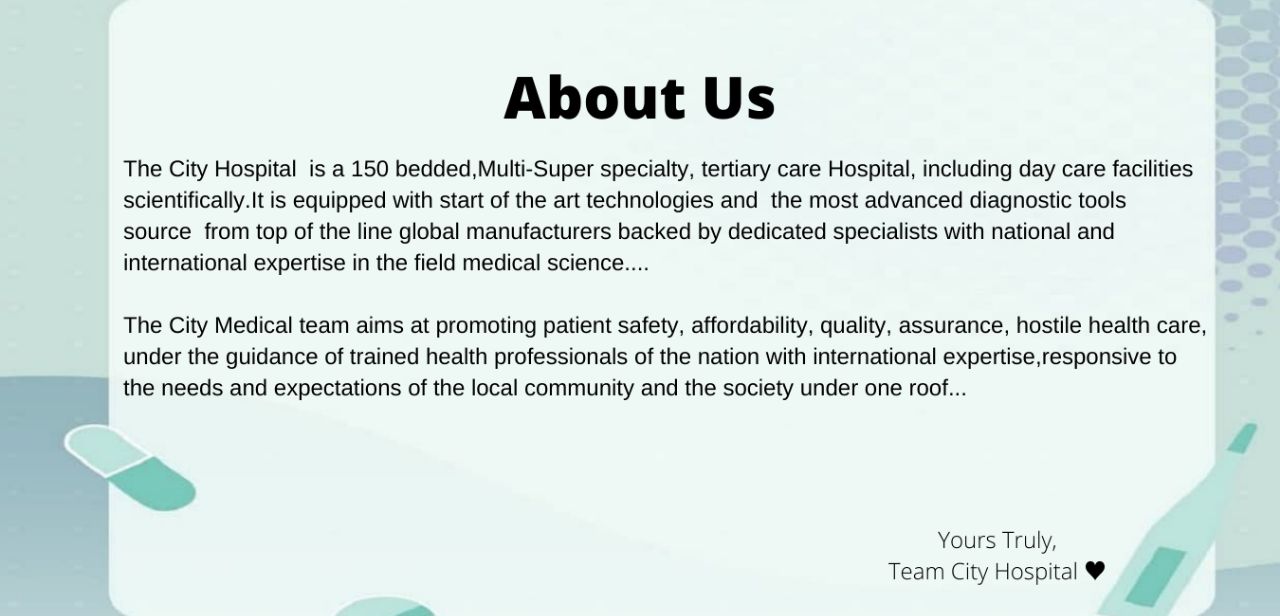 About Us
The City Hospital  is a 150 bedded,Multi-Super specialty, tertiary care Hospital, including day care facilities
scientifically.It is equipped with start of the art technologies and  the most advanced diagnostic tools
source  from top of the line global manufacturers backed by dedicated specialists with national and
international expertise in the field medical science....
The City Medical team aims at promoting patient safety, affordability, quality, assurance, hostile health care,
under the guidance of trained health professionals of the nation with international expertise,responsive to
the needs and expectations of the local community and the society under one roof...
Yours Truly,
Team City Hospital ♥